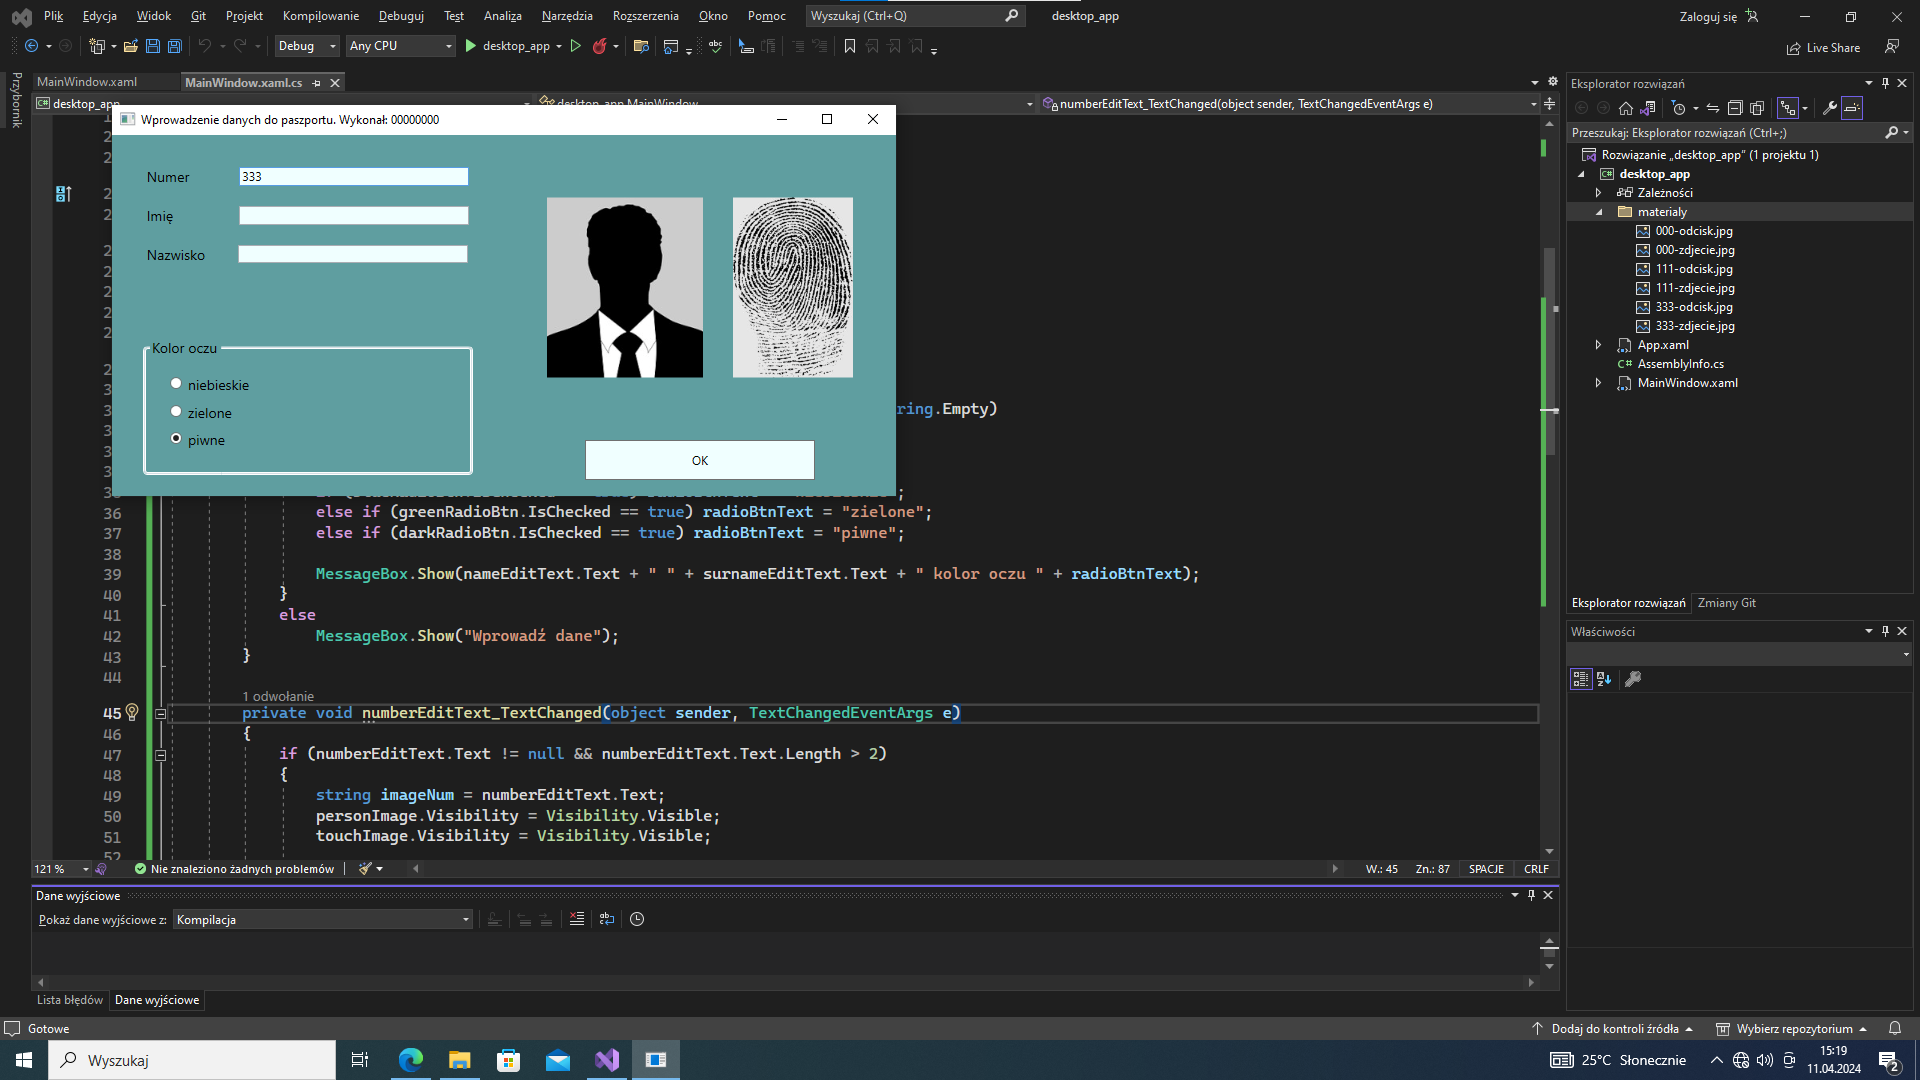 Plik Edycja Widok Git Projekt Kompilowanie Debuguj Test Analiza Narzędzia Rozszerzenia Okno Pomoc Wyszukaj (Ctrl+Q) desktop_app Zaloguj się
Debug Any CPU desktop_app Live Share
Przybornik
MainWindow.xaml MainWindow.xaml.cs
desktop_app desktop_app.MainWindow numberEditText_TextChanged(object sender, TextChangedEventArgs e)
Wprowadzenie danych do paszportu. Wykonał: 00000000
Numer 333
Imię
Nazwisko
Kolor oczu
niebieskie
zielone
piwne
OK
ring.Empty)
36 else if (greenRadioBtn.IsChecked == true) radioBtnText = "zielone";
37 else if (darkRadioBtn.IsChecked == true) radioBtnText = "piwne";
38
39 MessageBox.Show(nameEditText.Text + " " + surnameEditText.Text + " kolor oczu " + radioBtnText);
40 }
41 else
42 MessageBox.Show("Wprowadź dane");
43 }
44
1 odwołanie
45 private void numberEditText_TextChanged(object sender, TextChangedEventArgs e)
46 {
47 if (numberEditText.Text != null && numberEditText.Text.Length > 2)
48 {
49 string imageNum = numberEditText.Text;
50 personImage.Visibility = Visibility.Visible;
51 touchImage.Visibility = Visibility.Visible;
52
121 % Nie znaleziono żadnych problemów W.: 45 Zn.: 87 SPACJE CRLF
Dane wyjściowe
Pokaż dane wyjściowe z: Kompilacja
Lista błędów Dane wyjściowe
Eksplorator rozwiązań
Przeszukaj: Eksplorator rozwiązań (Ctrl+;)
Rozwiązanie „desktop_app” (1 projektu 1)
desktop_app
Zależności
materialy
000-odcisk.jpg
000-zdjecie.jpg
111-odcisk.jpg
111-zdjecie.jpg
333-odcisk.jpg
333-zdjecie.jpg
App.xaml
AssemblyInfo.cs
MainWindow.xaml
Eksplorator rozwiązań Zmiany Git
Właściwości
Gotowe Dodaj do kontroli źródła Wybierz repozytorium
Wyszukaj 25°C Słonecznie 15:19
11.04.2024 2